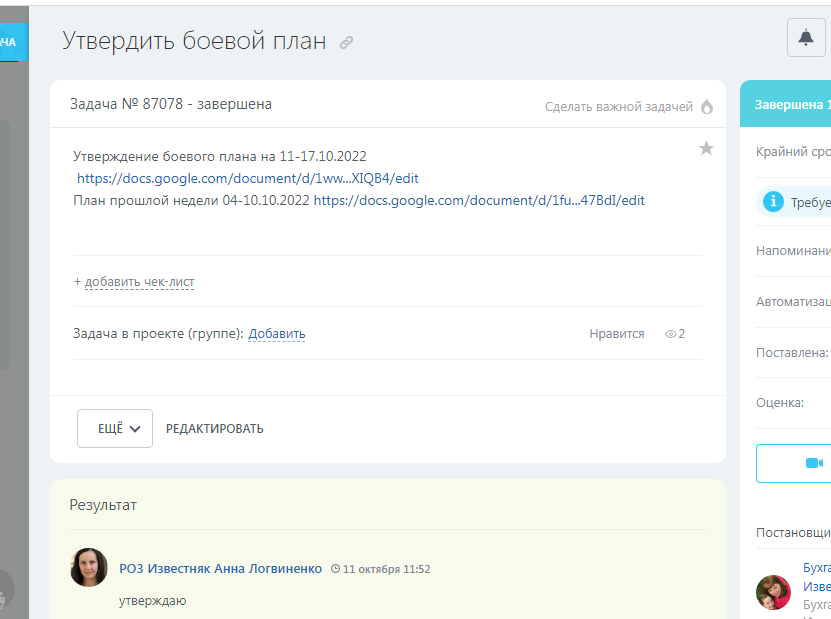 АЧА
Утвердить боевой план
Задача № 87078 - завершена
Сделать важной задачей
Завершена 1
Утверждение боевого плана на 11-17.10.2022
https://docs.google.com/document/d/1ww...XIQB4/edit
План прошлой недели 04-10.10.2022 https://docs.google.com/document/d/1fu...47BdI/edit
Крайний сро
Требуе
Напоминани
+ добавить чек-лист
Автоматизац
Задача в проекте (группе): Добавить
Нравится 2
Поставлена:
Оценка:
ЕЩЁ РЕДАКТИРОВАТЬ
Результат
Постановщи
РОЗ Известняк Анна Логвиненко 11 октября 11:52
утверждаю
Бухга
Изве
Бухга